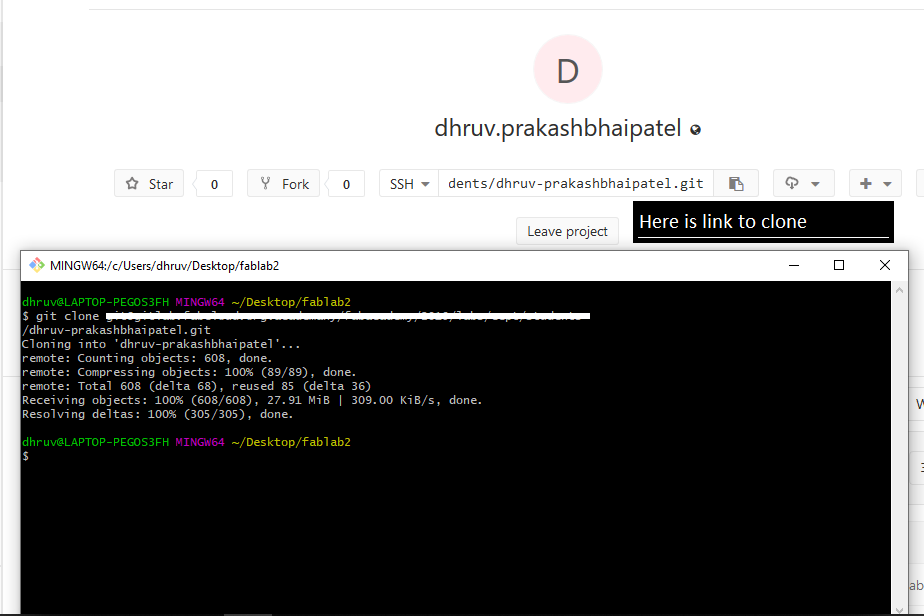 D
dhruv.prakashbhaipatel
Star 0 Fork 0 SSH dents/dhruv-prakashbhaipatel.git
Leave project
Here is link to clone
MINGW64:/c/Users/dhruv/Desktop/fablab2
dhruv@LAPTOP-PEGOS3FH MINGW64 ~/Desktop/fablab2
$ git clone
/dhruv-prakashbhaipatel.git
Cloning into 'dhruv-prakashbhaipatel'...
remote: Counting objects: 608, done.
remote: Compressing objects: 100% (89/89), done.
remote: Total 608 (delta 68), reused 85 (delta 36)
Receiving objects: 100% (608/608), 27.91 MiB | 309.00 KiB/s, done.
Resolving deltas: 100% (305/305), done.
dhruv@LAPTOP-PEGOS3FH MINGW64 ~/Desktop/fablab2
$